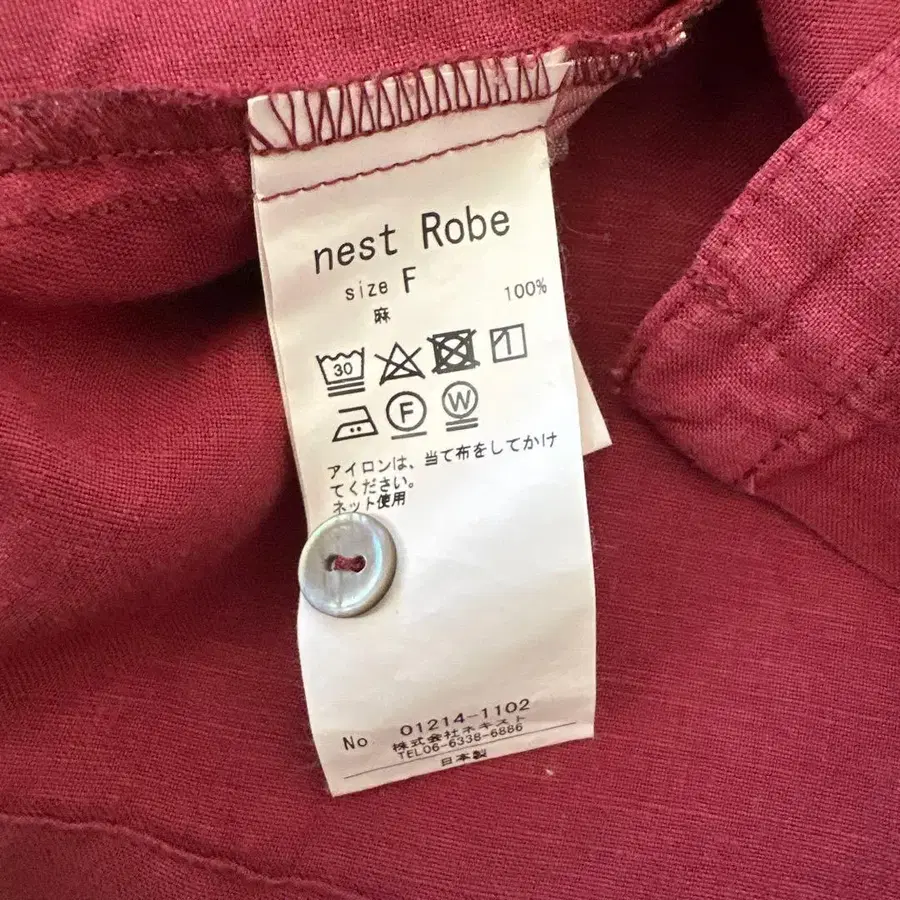 nest Robe
size F
麻 100%
30
F W
アイロンは、当て布をしてかけ
てください。
ネット使用
No 01214-1102
株式会社ネキスト
TEL06-6338-6886
日本製